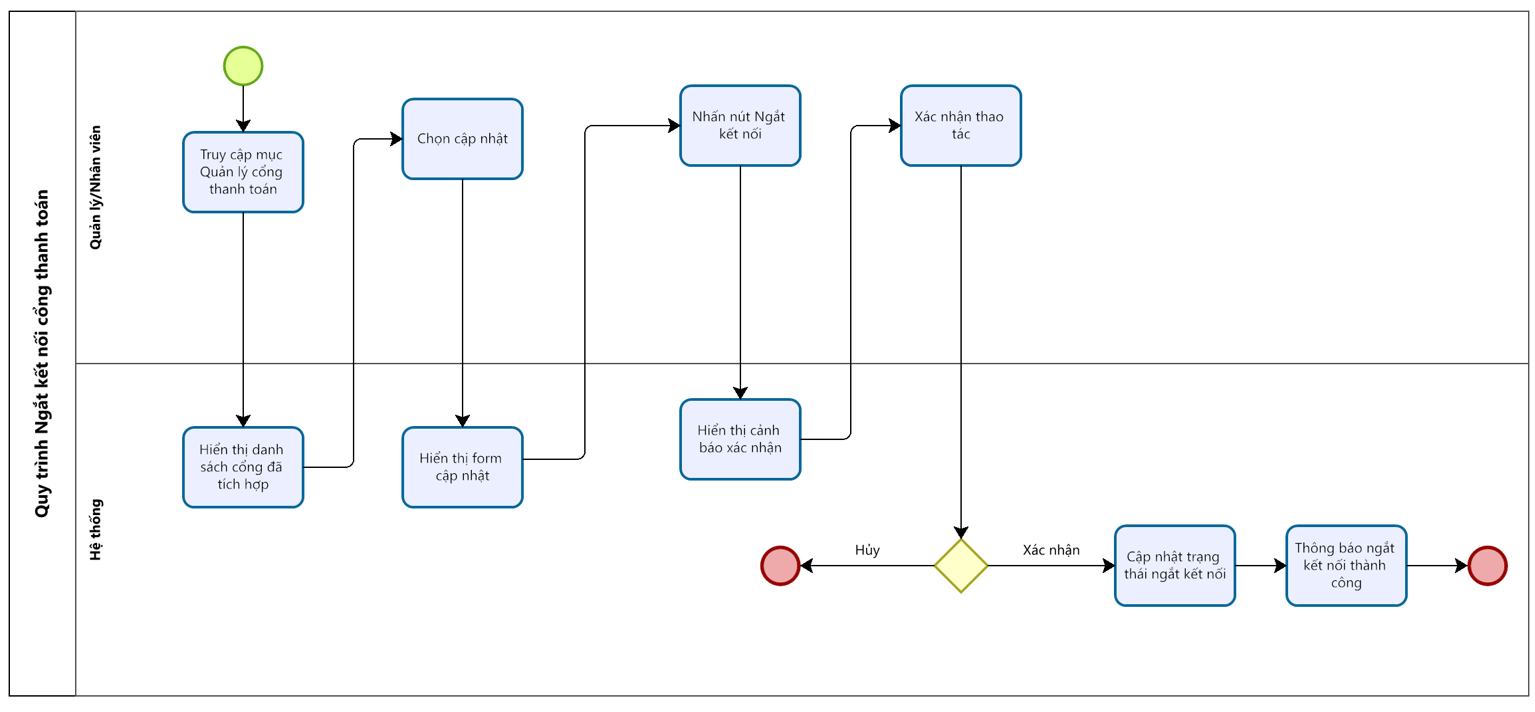 Quy trình Ngắt kết nối cổng thanh toán
Quản lý/Nhân viên
Truy cập mục
Quản lý cổng
thanh toán
Chọn cập nhật
Nhấn nút Ngắt
kết nối
Xác nhận thao
tác
Hệ thống
Hiển thị danh
sách cổng đã
tích hợp
Hiển thị form
cập nhật
Hiển thị cảnh
báo xác nhận
Hủy
Xác nhận
Cập nhật trạng
thái ngắt kết nối
Thông báo ngắt
kết nối thành
công